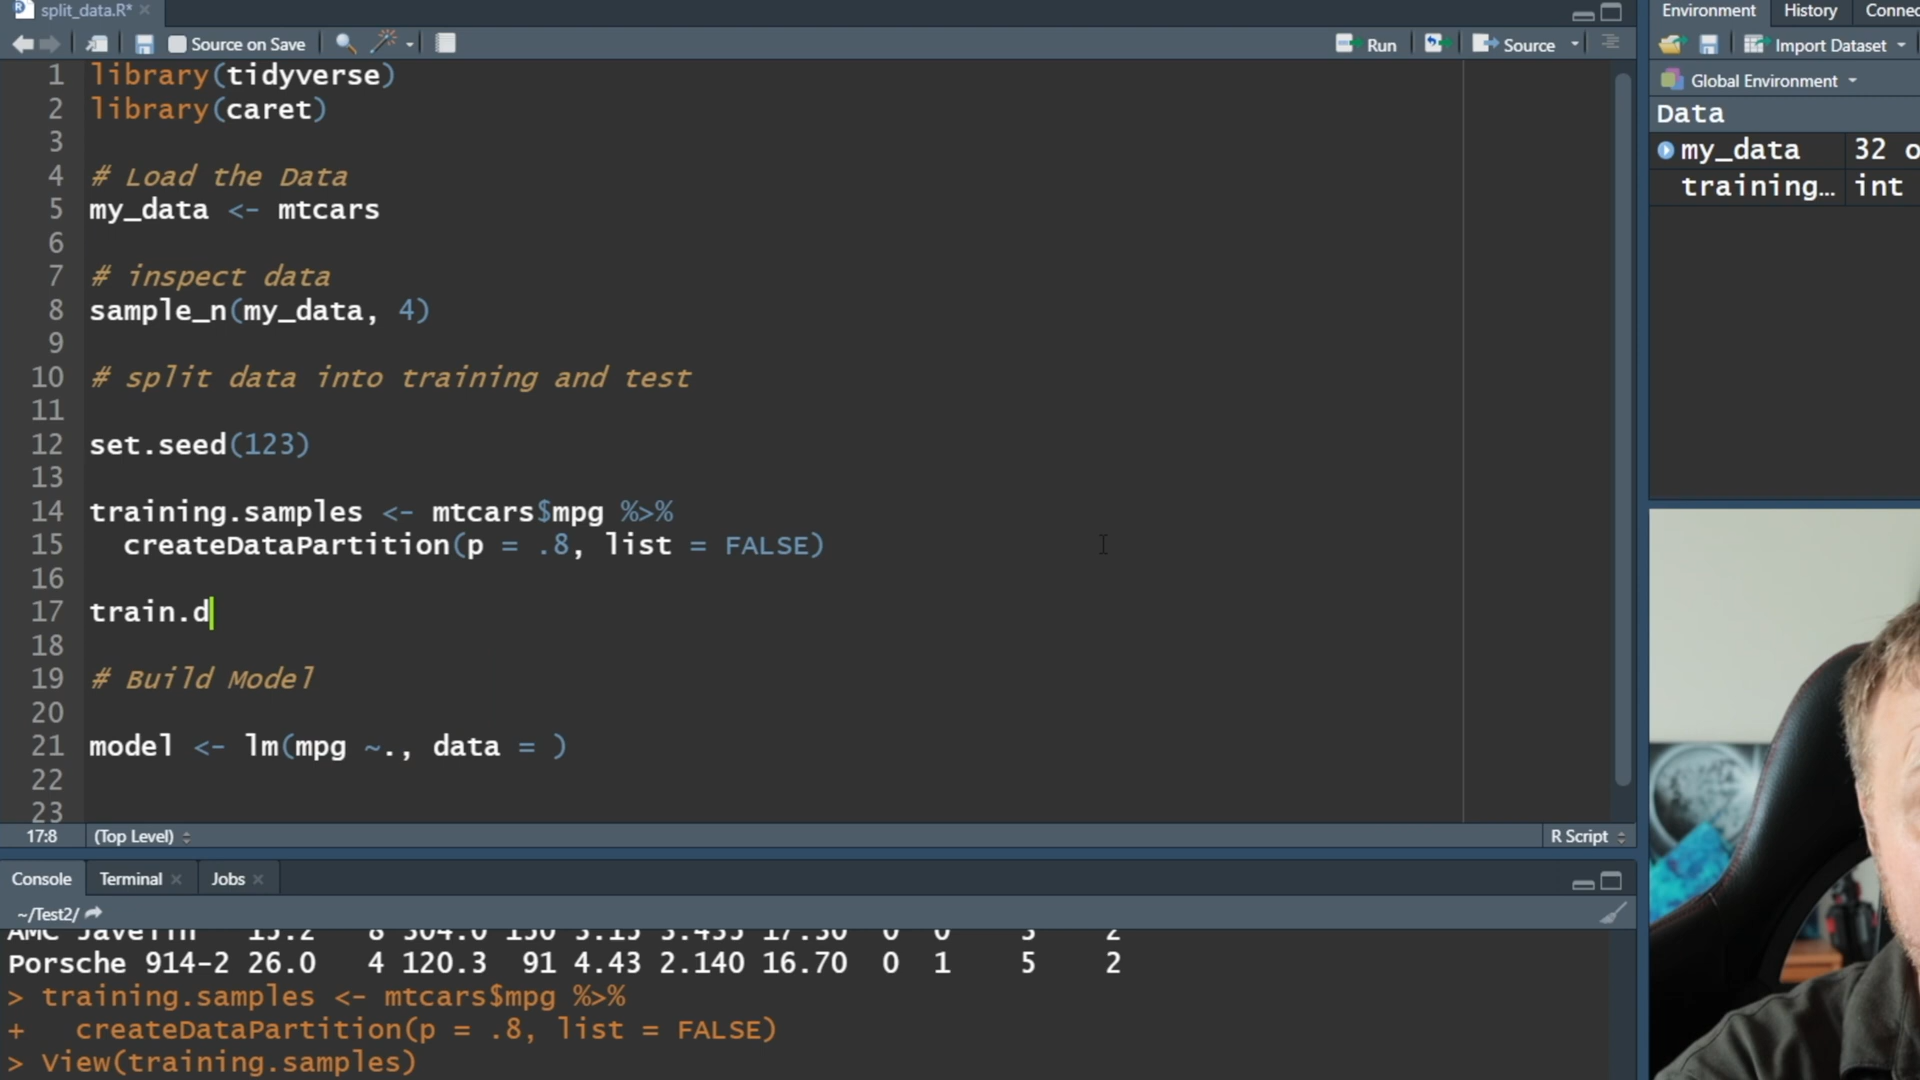 split_data.R*
Source on Save
Run
Source
1 library(tidyverse)
2 library(caret)
3
4 # Load the Data
5 my_data <- mtcars
6
7 # inspect data
8 sample_n(my_data, 4)
9
10 # split data into training and test
11
12 set.seed(123)
13
14 training.samples <- mtcars$mpg %>%
15 createDataPartition(p = .8, list = FALSE)
16
17 train.d
18
19 # Build Model
20
21 model <- lm(mpg ~., data = )
22
23
17:8 (Top Level) R Script
Console Terminal Jobs
~/Test2/
AMC Javelin 15.2 8 304.0 150 3.15 3.435 17.30 0 0 3 2
Porsche 914-2 26.0 4 120.3 91 4.43 2.140 16.70 0 1 5 2
> training.samples <- mtcars$mpg %>%
+ createDataPartition(p = .8, list = FALSE)
> View(training.samples)
Environment History Connec
Import Dataset
Global Environment
Data
my_data 32 o
training… int